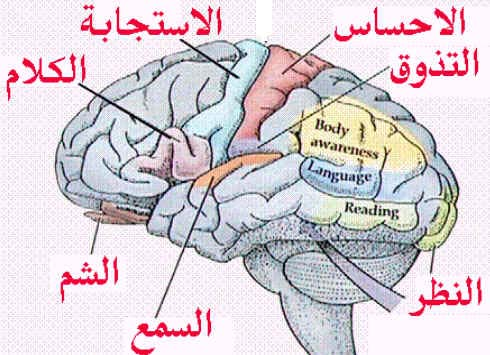 الاستجابة
الاحساس
الكلام
التذوق
Body
awareness
Language
Reading
الشم
السمع
النظر